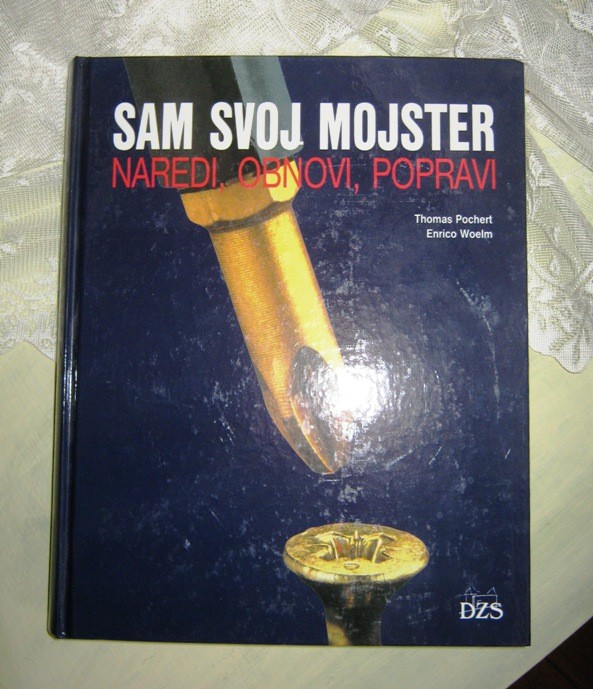 SAM SVOJ MOJSTER
NAREDI, OBNOVI, POPRAVI
Thomas Pochert
Enrico Woelm
DZS